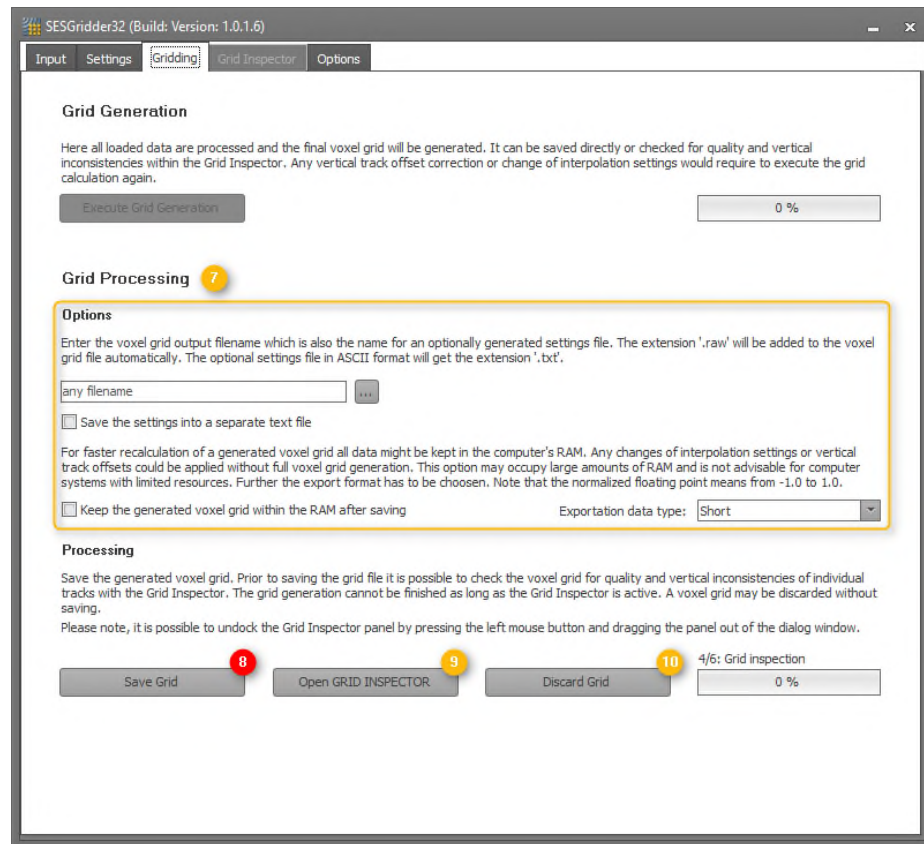 SESGridder32 (Build: Version: 1.0.1.6)
Input Settings Gridding Grid Inspector Options
Grid Generation
Here all loaded data are processed and the final voxel grid will be generated. It can be saved directly or checked for quality and vertical
inconsistencies within the Grid Inspector. Any vertical track offset correction or change of interpolation settings would require to execute the grid
calculation again.
Execute Grid Generation 0 %
Grid Processing 7
Options
Enter the voxel grid output filename which is also the name for an optionally generated settings file. The extension '.raw' will be added to the voxel
grid file automatically. The optional settings file in ASCII format will get the extension '.txt'.
any filename ...
Save the settings into a separate text file
For faster recalculation of a generated voxel grid all data might be kept in the computer's RAM. Any changes of interpolation settings or vertical
track offsets could be applied without full voxel grid generation. This option may occupy large amounts of RAM and is not advisable for computer
systems with limited resources. Further the export format has to be choosen. Note that the normalized floating point means from -1.0 to 1.0.
Keep the generated voxel grid within the RAM after saving Exportation data type: Short
Processing
Save the generated voxel grid. Prior to saving the grid file it is possible to check the voxel grid for quality and vertical inconsistencies of individual
tracks with the Grid Inspector. The grid generation cannot be finished as long as the Grid Inspector is active. A voxel grid may be discarded without
saving.
Please note, it is possible to undock the Grid Inspector panel by pressing the left mouse button and dragging the panel out of the dialog window.
8 9 10 4/6: Grid inspection
Save Grid Open GRID INSPECTOR Discard Grid 0 %